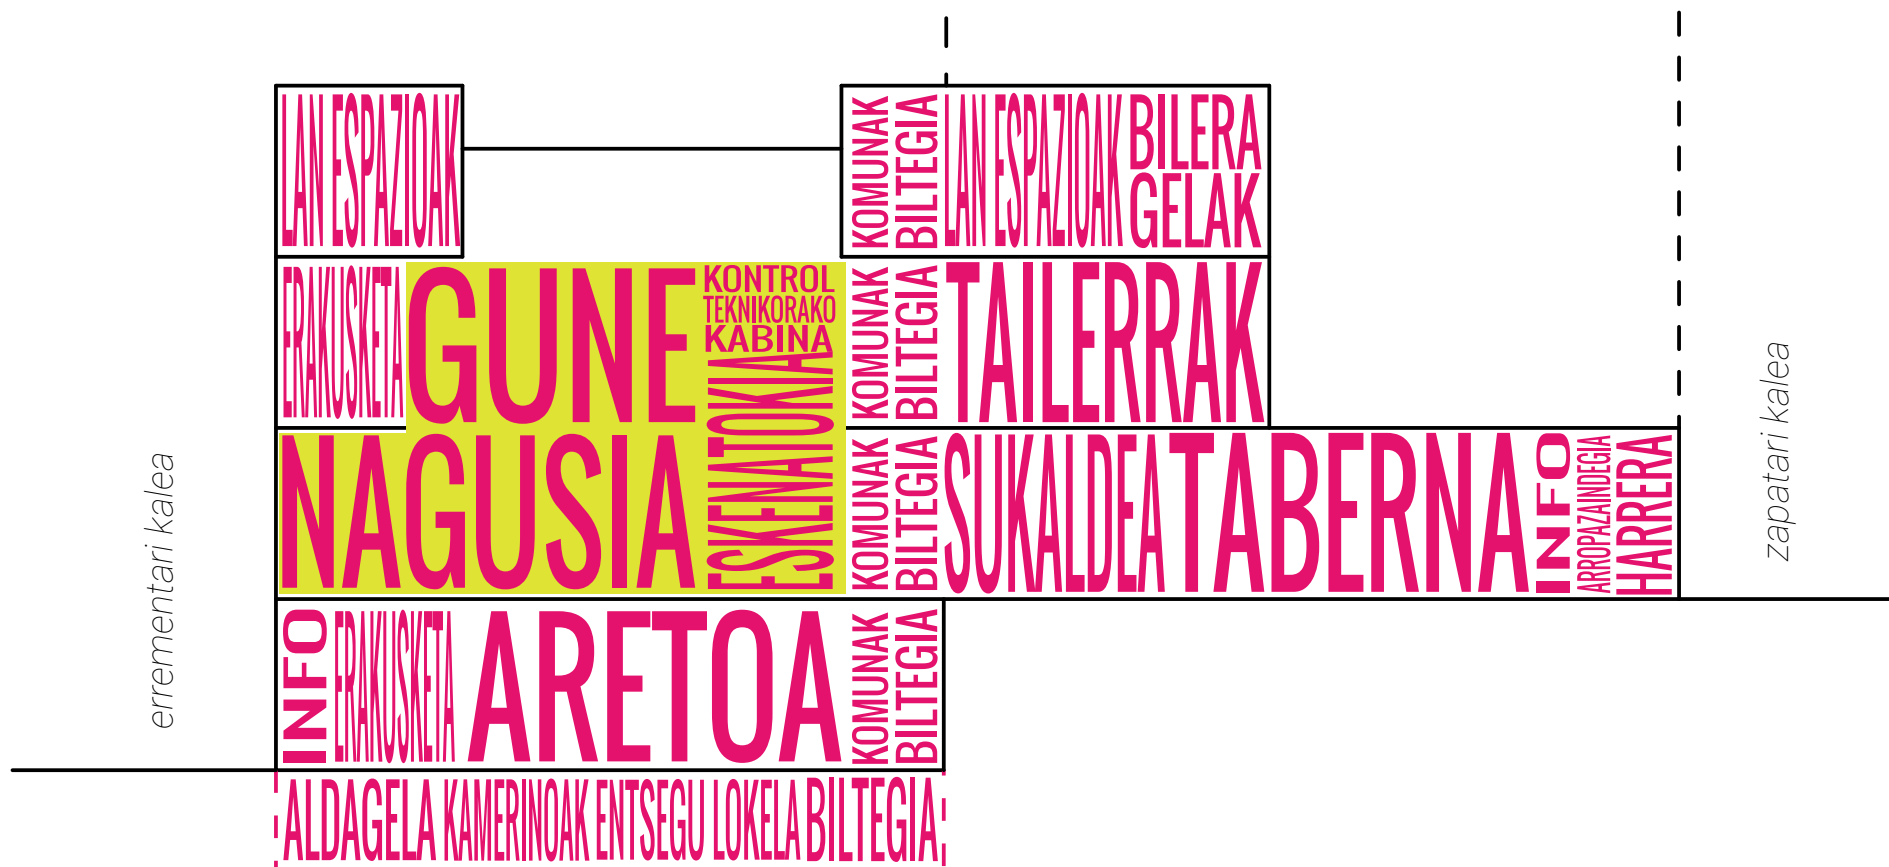 LAN ESPAZIOAK
KOMUNAK
BILTEGIA
LAN ESPAZIOAK
BILERA
GELAK
ERAKUSKETA
GUNE
NAGUSIA
KONTROL
TEKNIKORAKO
KABINA
ESKENATOKIA
KOMUNAK
BILTEGIA
TAILERRAK
KOMUNAK
BILTEGIA
SUKALDEA
TABERNA
INFO
ARROPAZAINDEGIA
HARRERA
INFO
ERAKUSKETA
ARETOA
KOMUNAK
BILTEGIA
ALDAGELA KAMERINOAK ENTSEGU LOKELA BILTEGIA
errementari kalea
zapatari kalea